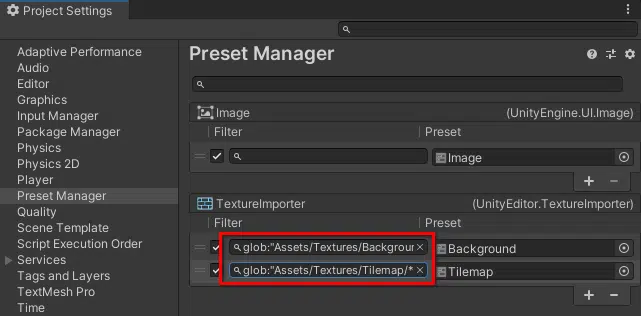 Project Settings
Adaptive Performance
Audio
Editor
Graphics
Input Manager
Package Manager
Physics
Physics 2D
Player
Preset Manager
Quality
Scene Template
Script Execution Order
Services
Tags and Layers
TextMesh Pro
Time
Preset Manager
Image (UnityEngine.UI.Image)
Filter Preset
Image
TextureImporter (UnityEditor.TextureImporter)
Filter Preset
glob:"Assets/Textures/Backgroun Background
glob:"Assets/Textures/Tilemap/* Tilemap